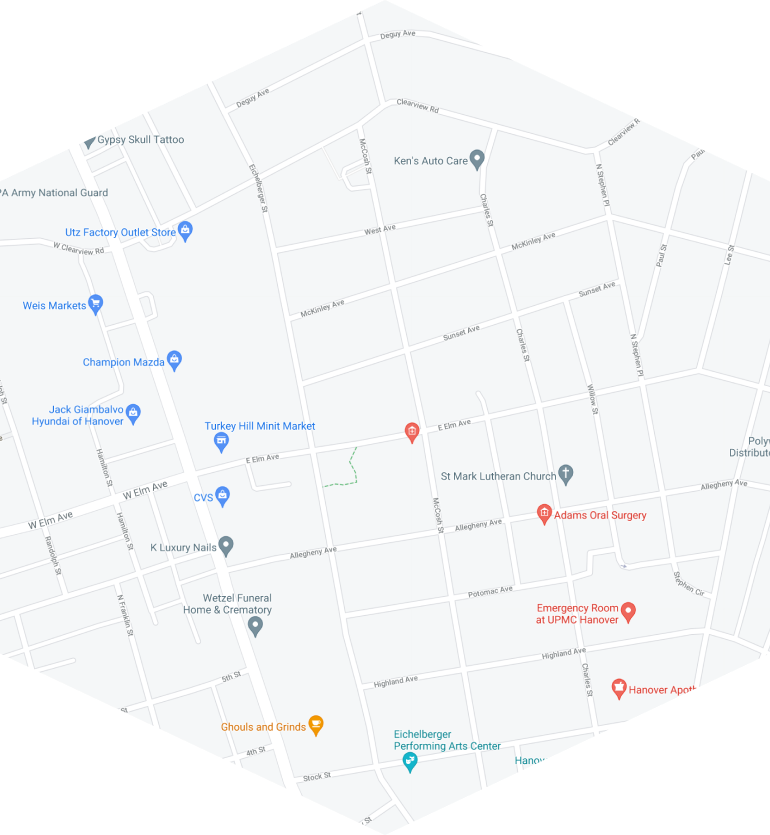 Deguy Ave
Deguy Ave
Clearview Rd
Clearview R
Gypsy Skull Tattoo
McCosh St
Ken's Auto Care
Paul
PA Army National Guard
Eichelberger St
N Stephen Pl
Charles St
Utz Factory Outlet Store
West Ave
McKinley Ave
W Clearview Rd
Paul St
Lee St
Weis Markets
McKinley Ave
Sunset Ave
Sunset Ave
Charles St
N Stephen Pl
Champion Mazda
Willow St
Jack Giambalvo
Hyundai of Hanover
Turkey Hill Minit Market
E Elm Ave
E Elm Ave
Hamilton St
St Mark Lutheran Church
Poly
Distribut
W Elm Ave
W Elm Ave
CVS
McCosh St
Allegheny Ave
Adams Oral Surgery
Allegheny Ave
Hamilton St
Randolph St
K Luxury Nails
Allegheny Ave
Potomac Ave
Stephen Cir
N Franklin St
Wetzel Funeral
Home & Crematory
Emergency Room
at UPMC Hanover
Highland Ave
Highland Ave
Charles St
5th St
Hanover Apoth
St
Ghouls and Grinds
4th St
Eichelberger
Performing Arts Center
Hanov
Stock St
St